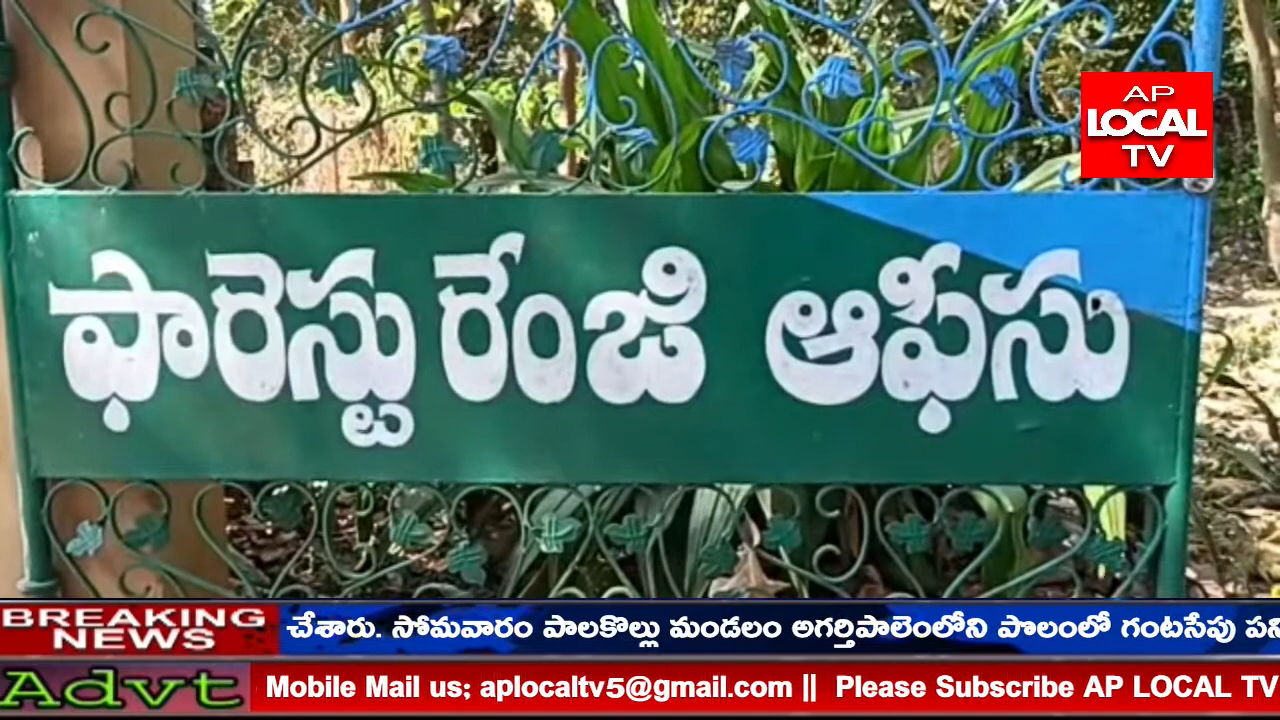 AP
LOCAL
TV
ఫారెస్టు రేంజి ఆఫీసు
BREAKING
NEWS
చేశారు. సోమవారం పాలకొల్లు మండలం అగర్తిపాలెంలోని పొలంలో గంటసేపు పని
Advt
Mobile Mail us; aplocaltv5@gmail.com || Please Subscribe AP LOCAL TV